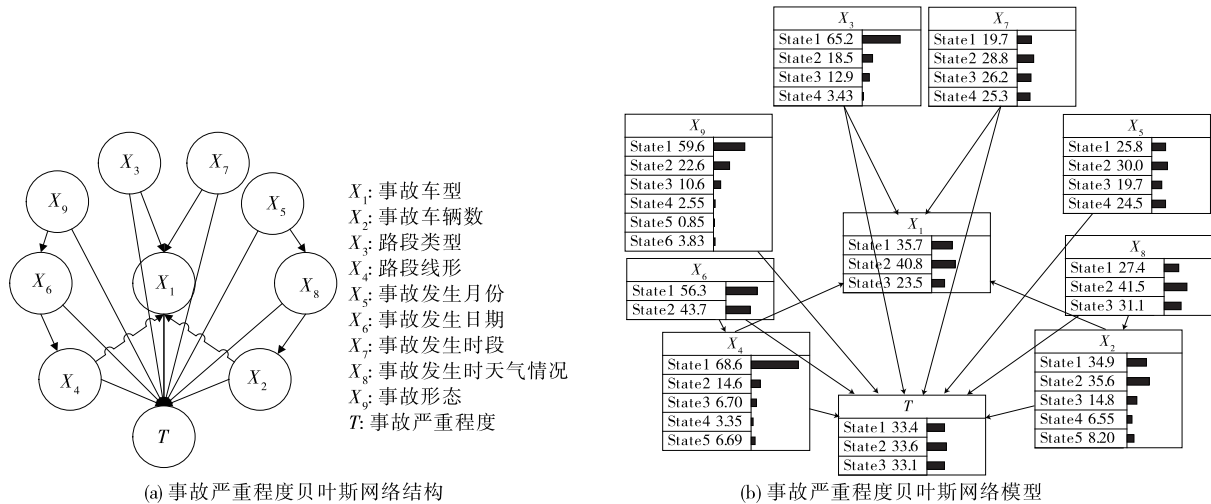 X3
X7
X9
X5
X6
X1
X8
X4
X2
T
X1: 事故车型
X2: 事故车辆数
X3: 路段类型
X4: 路段线形
X5: 事故发生月份
X6: 事故发生日期
X7: 事故发生时段
X8: 事故发生时天气情况
X9: 事故形态
T: 事故严重程度
(a) 事故严重程度贝叶斯网络结构
X3
State1 65.2
State2 18.5
State3 12.9
State4 3.43
X7
State1 19.7
State2 28.8
State3 26.2
State4 25.3
X9
State1 59.6
State2 22.6
State3 10.6
State4 2.55
State5 0.85
State6 3.83
X5
State1 25.8
State2 30.0
State3 19.7
State4 24.5
X1
State1 35.7
State2 40.8
State3 23.5
X6
State1 56.3
State2 43.7
X8
State1 27.4
State2 41.5
State3 31.1
X4
State1 68.6
State2 14.6
State3 6.70
State4 3.35
State5 6.69
X2
State1 34.9
State2 35.6
State3 14.8
State4 6.55
State5 8.20
T
State1 33.4
State2 33.6
State3 33.1
(b) 事故严重程度贝叶斯网络模型